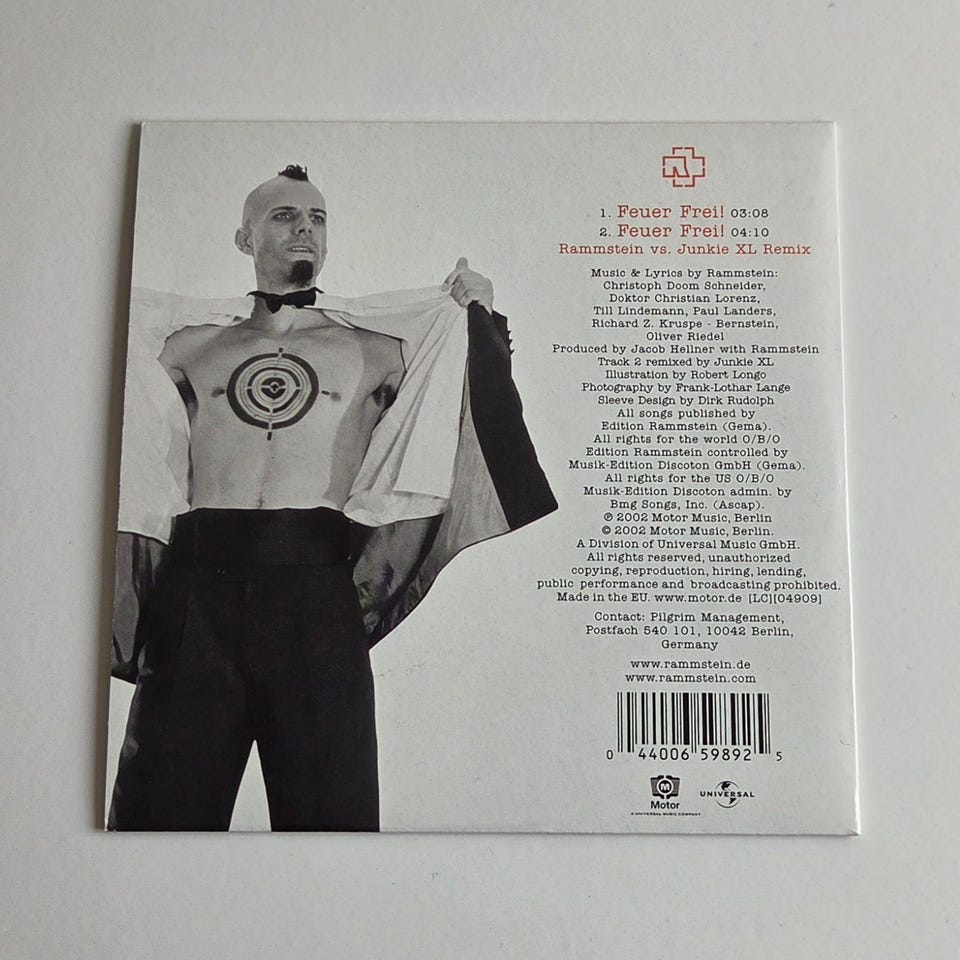 1. Feuer Frei! 03:08
2. Feuer Frei! 04:10
Rammstein vs. Junkie XL Remix
Music & Lyrics by Rammstein:
Christoph Doom Schneider,
Doktor Christian Lorenz,
Till Lindemann, Paul Landers,
Richard Z. Kruspe - Bernstein,
Oliver Riedel
Produced by Jacob Hellner with Rammstein
Track 2 remixed by Junkie XL
Illustration by Robert Longo
Photography by Frank-Lothar Lange
Sleeve Design by Dirk Rudolph
All songs published by
Edition Rammstein (Gema).
All rights for the world O/B/O
Edition Rammstein controlled by
Musik-Edition Discoton GmbH (Gema).
All rights for the US O/B/O
Musik-Edition Discoton admin. by
Bmg Songs, Inc. (Ascap).
℗ 2002 Motor Music, Berlin
© 2002 Motor Music, Berlin.
A Division of Universal Music GmbH.
All rights reserved, unauthorized
copying, reproduction, hiring, lending,
public performance and broadcasting prohibited.
Made in the EU. www.motor.de [LC][04909]
Contact: Pilgrim Management,
Postfach 540 101, 10042 Berlin,
Germany
www.rammstein.de
www.rammstein.com
0 44006 59892 5
M
Motor
A UNIVERSAL MUSIC COMPANY
UNIVERSAL